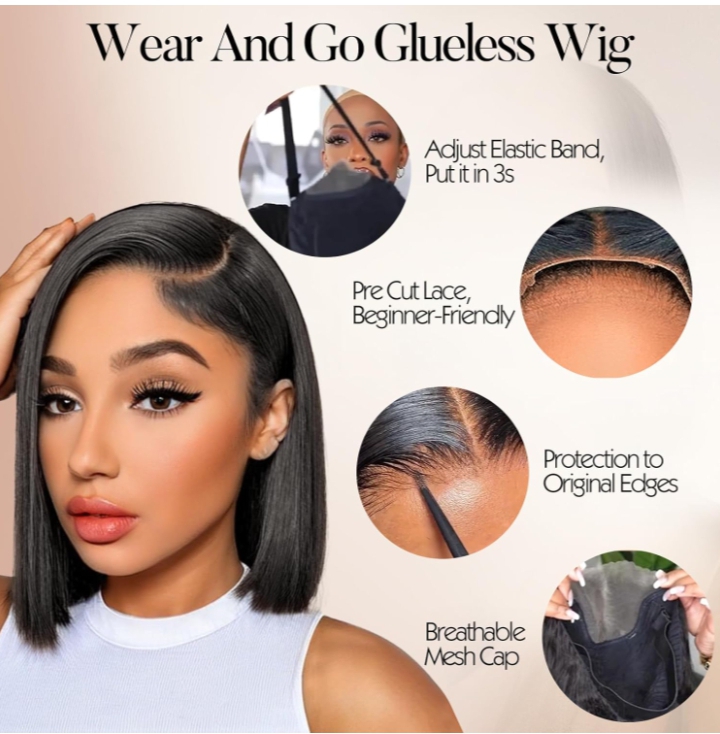 Wear And Go Glueless Wig
Adjust Elastic Band,
Put it in 3s
Pre Cut Lace,
Beginner-Friendly
Protection to
Original Edges
Breathable
Mesh Cap